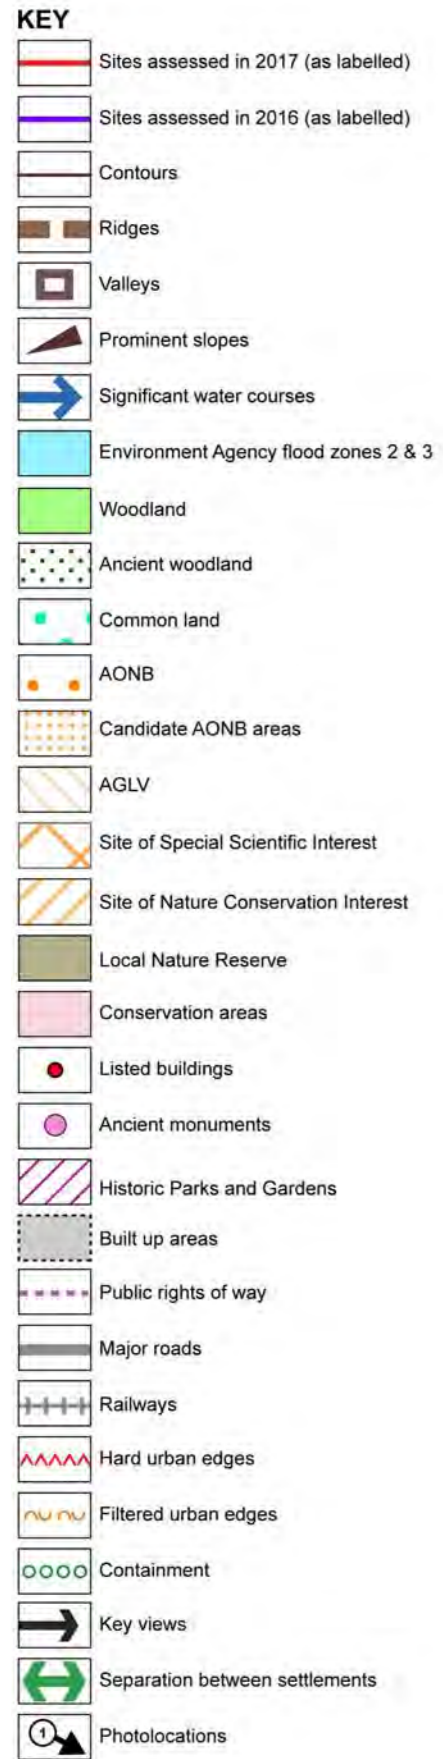 KEY
Sites assessed in 2017 (as labelled)
Sites assessed in 2016 (as labelled)
Contours
Ridges
Valleys
Prominent slopes
Significant water courses
Environment Agency flood zones 2 & 3
Woodland
Ancient woodland
Common land
AONB
Candidate AONB areas
AGLV
Site of Special Scientific Interest
Site of Nature Conservation Interest
Local Nature Reserve
Conservation areas
Listed buildings
Ancient monuments
Historic Parks and Gardens
Built up areas
Public rights of way
Major roads
Railways
Hard urban edges
Filtered urban edges
Containment
Key views
Separation between settlements
1 Photolocations